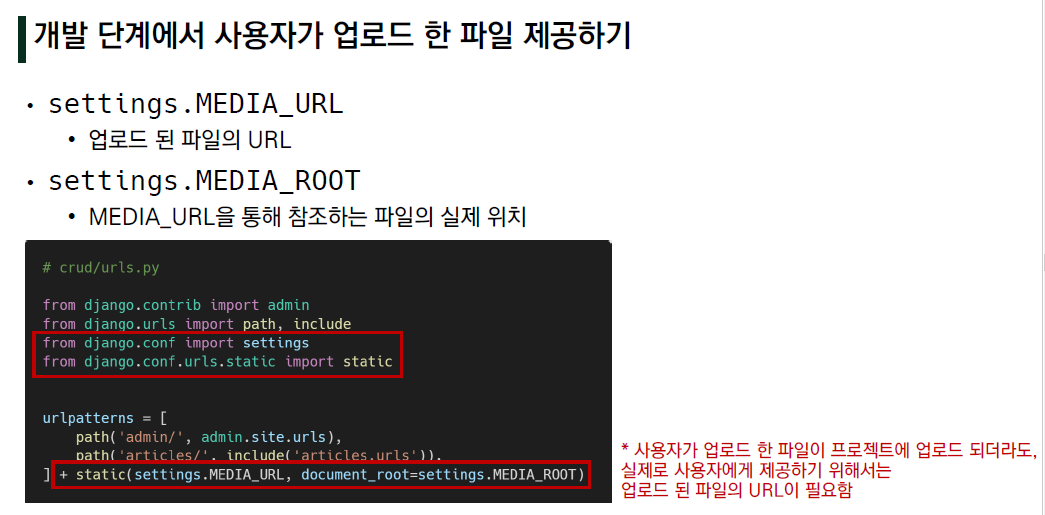 개발 단계에서 사용자가 업로드 한 파일 제공하기
• settings.MEDIA_URL
• 업로드 된 파일의 URL
• settings.MEDIA_ROOT
• MEDIA_URL을 통해 참조하는 파일의 실제 위치
# crud/urls.py
from django.contrib import admin
from django.urls import path, include
from django.conf import settings
from django.conf.urls.static import static
urlpatterns = [
path('admin/', admin.site.urls),
path('articles/', include('articles.urls')),
] + static(settings.MEDIA_URL, document_root=settings.MEDIA_ROOT)
* 사용자가 업로드 한 파일이 프로젝트에 업로드 되더라도,
실제로 사용자에게 제공하기 위해서는
업로드 된 파일의 URL이 필요함